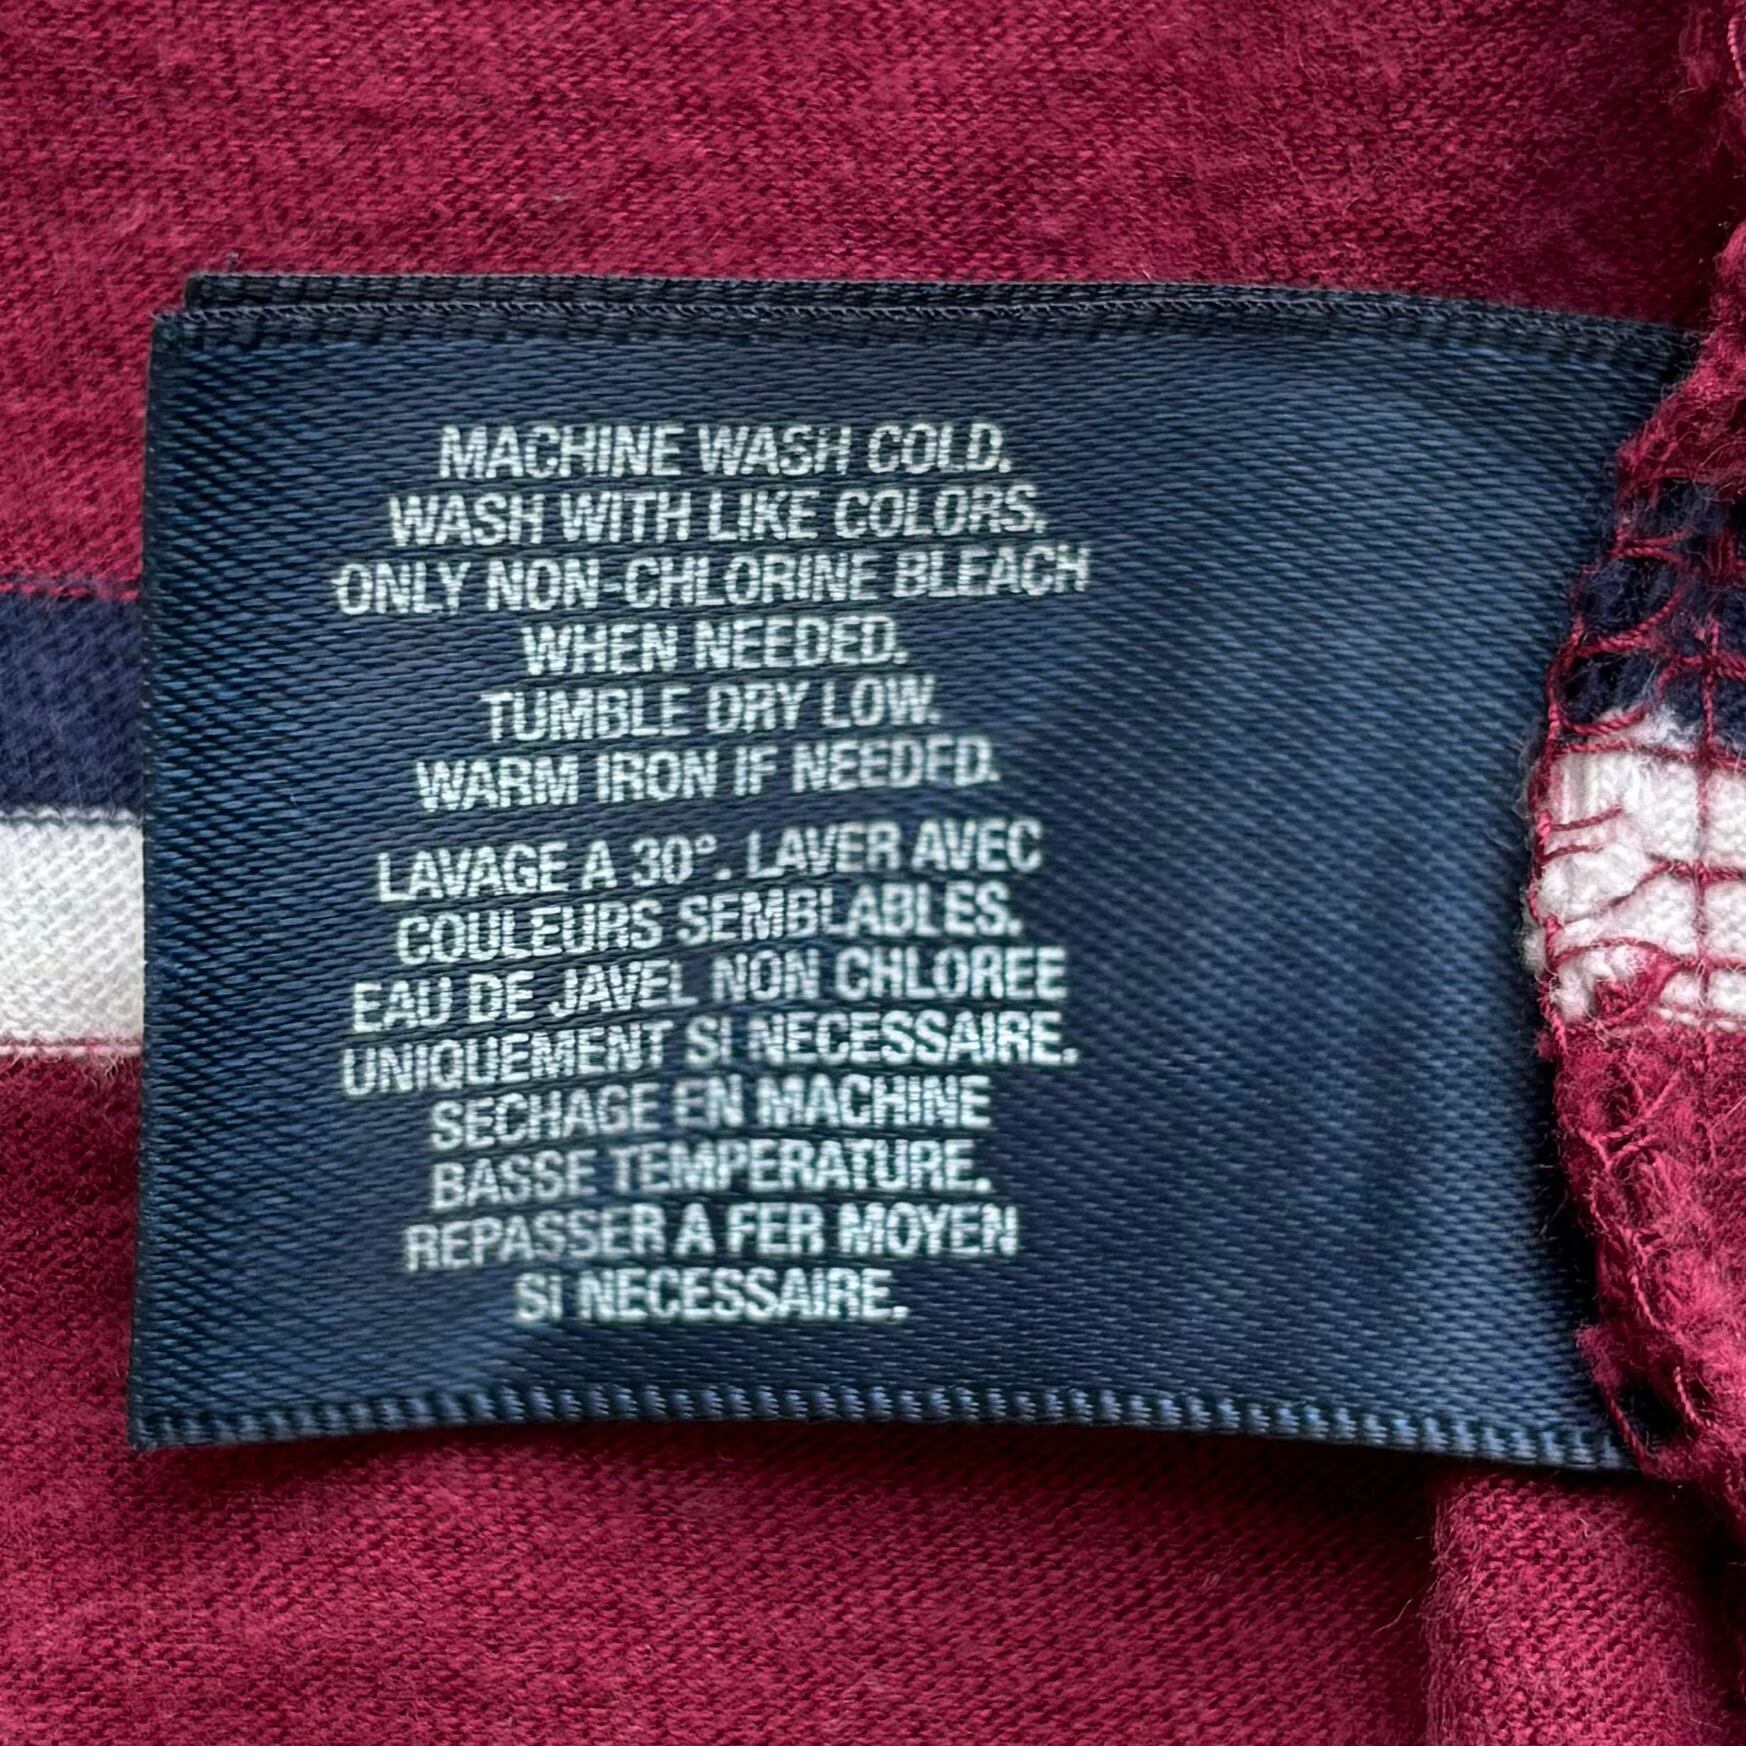 MACHINE WASH COLD.
WASH WITH LIKE COLORS.
ONLY NON-CHLORINE BLEACH
WHEN NEEDED.
TUMBLE DRY LOW.
WARM IRON IF NEEDED.
LAVAGE A 30°. LAVER AVEC
COULEURS SEMBLABLES.
EAU DE JAVEL NON CHLOREE
UNIQUEMENT SI NECESSAIRE.
SECHAGE EN MACHINE
BASSE TEMPERATURE.
REPASSER A FER MOYEN
SI NECESSAIRE.